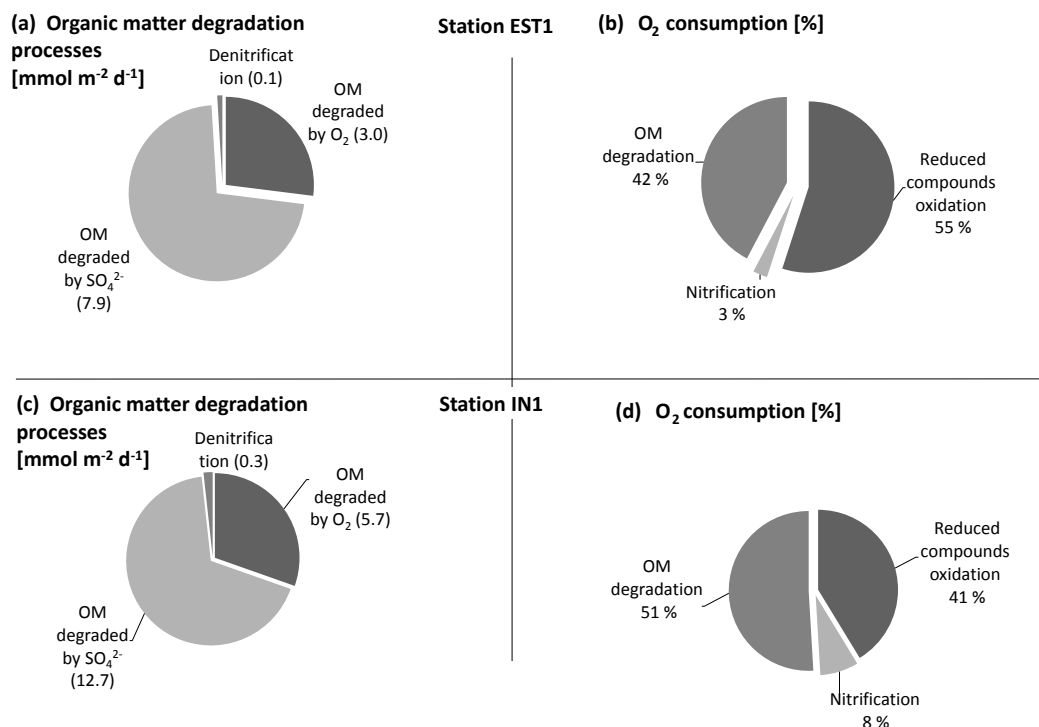 (a) Organic matter degradation
processes
[mmol m⁻² d⁻¹]
Station EST1
(b) O₂ consumption [%]
Denitrificat
ion (0.1)
OM
degraded
by O₂ (3.0)
OM
degraded
by SO₄²⁻
(7.9)
OM
degradation
42 %
Reduced
compounds
oxidation
55 %
Nitrification
3 %
(c) Organic matter degradation
processes
[mmol m⁻² d⁻¹]
Station IN1
(d) O₂ consumption [%]
Denitrifica
tion (0.3)
OM
degraded
by O₂ (5.7)
OM
degraded
by SO₄²⁻
(12.7)
OM
degradation
51 %
Reduced
compounds
oxidation
41 %
Nitrification
8 %